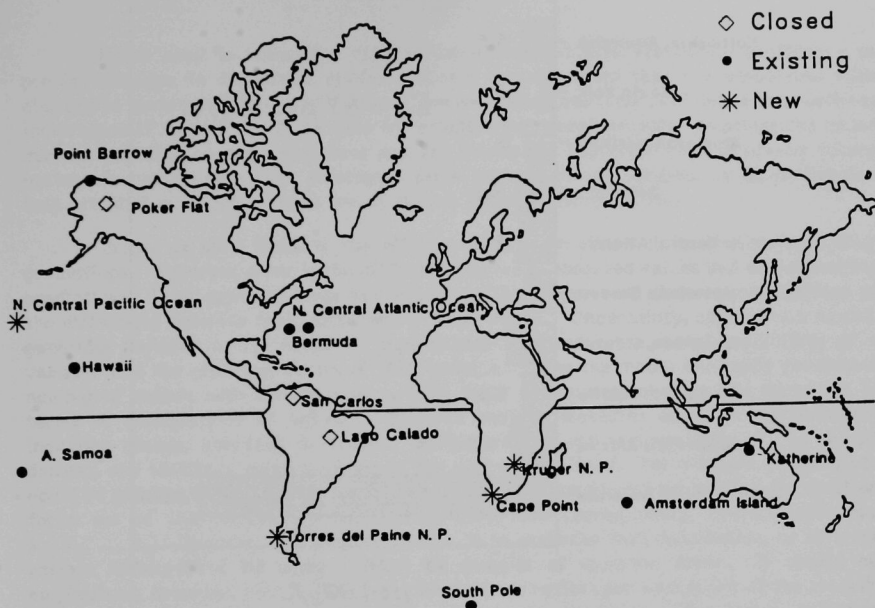 Closed
Existing
New
Point Barrow
Poker Flat
N. Central Pacific Ocean
N. Central Atlantic Ocean
Bermuda
Hawaii
San Carlos
Lago Calado
A. Samoa
Kruger N. P.
Katherine
Cape Point
Amsterdam Island
Torres del Paine N. P.
South Pole